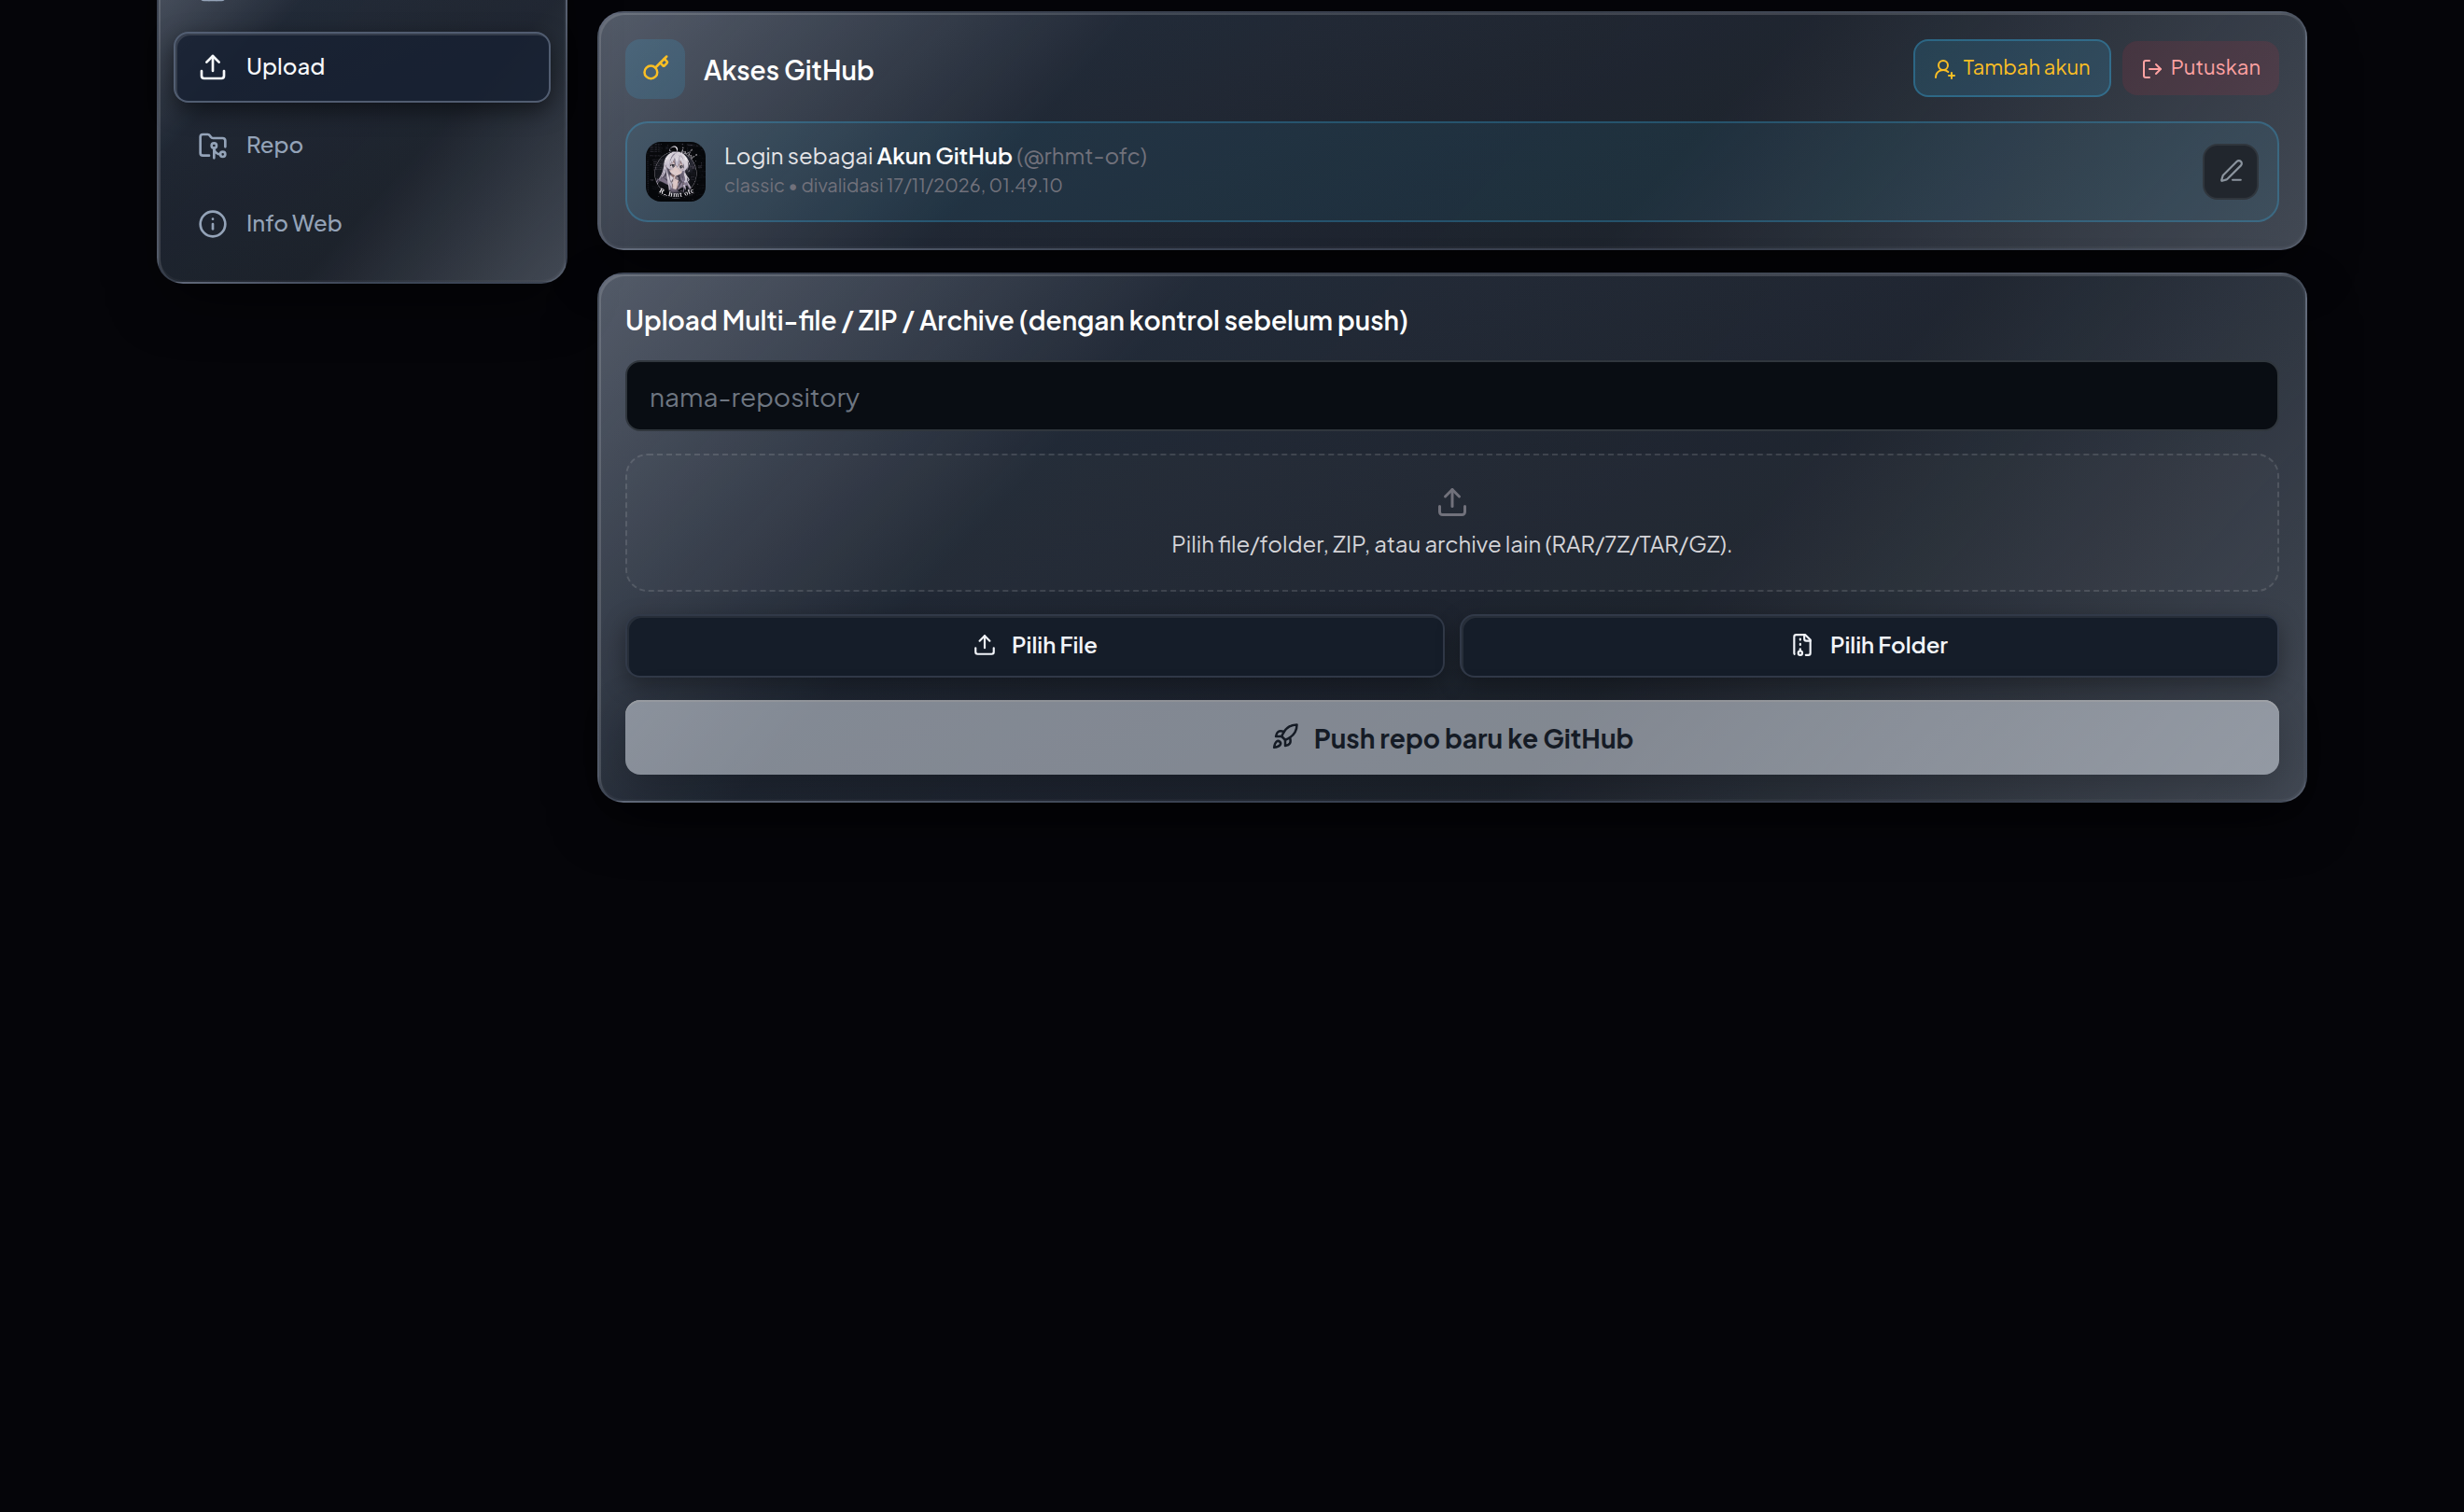 Upload
Repo
Info Web
Akses GitHub
Tambah akun
Putuskan
Login sebagai Akun GitHub (@rhmt-ofc)
classic • divalidasi 17/11/2026, 01.49.10
Upload Multi-file / ZIP / Archive (dengan kontrol sebelum push)
nama-repository
Pilih file/folder, ZIP, atau archive lain (RAR/7Z/TAR/GZ).
Pilih File
Pilih Folder
Push repo baru ke GitHub